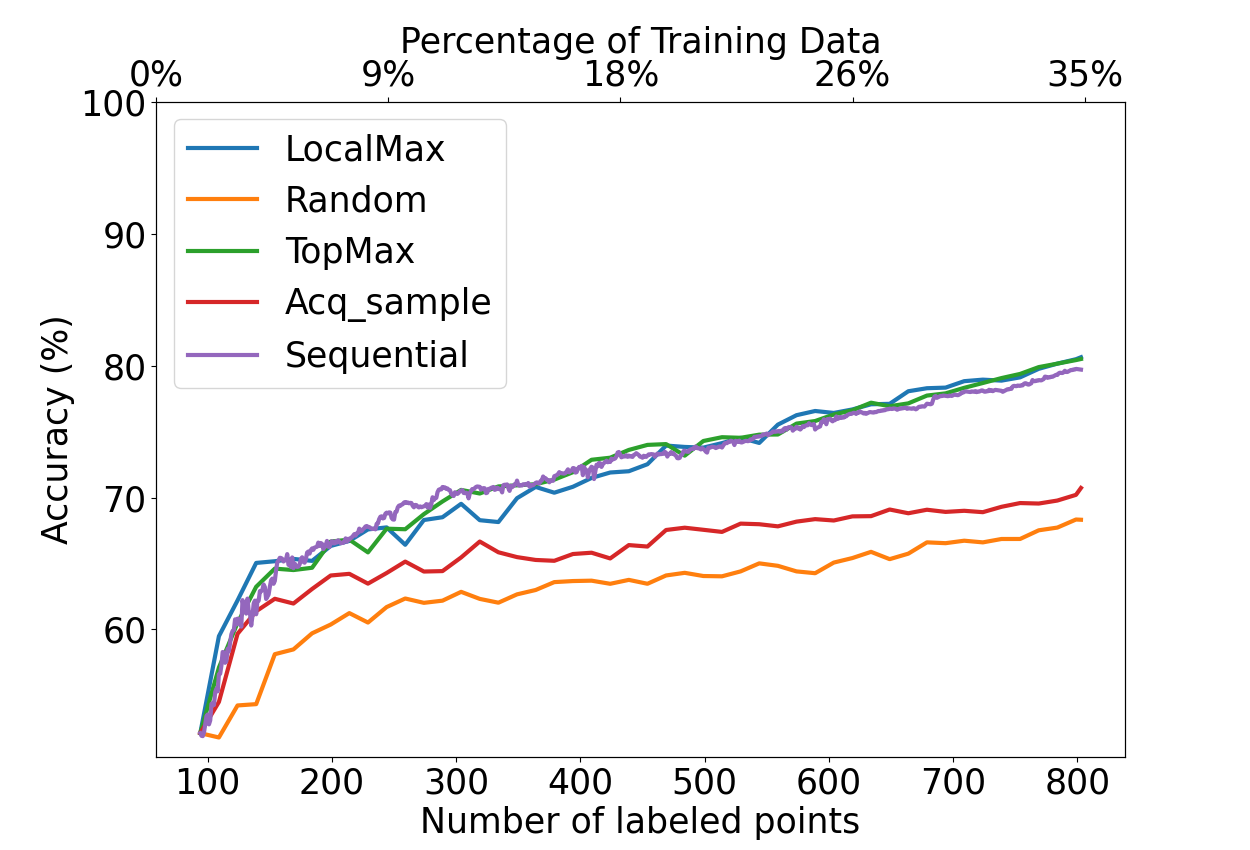 Percentage of Training Data
0% 9% 18% 26% 35%
100
90
80
70
60
Accuracy (%)
LocalMax
Random
TopMax
Acq_sample
Sequential
100 200 300 400 500 600 700 800
Number of labeled points